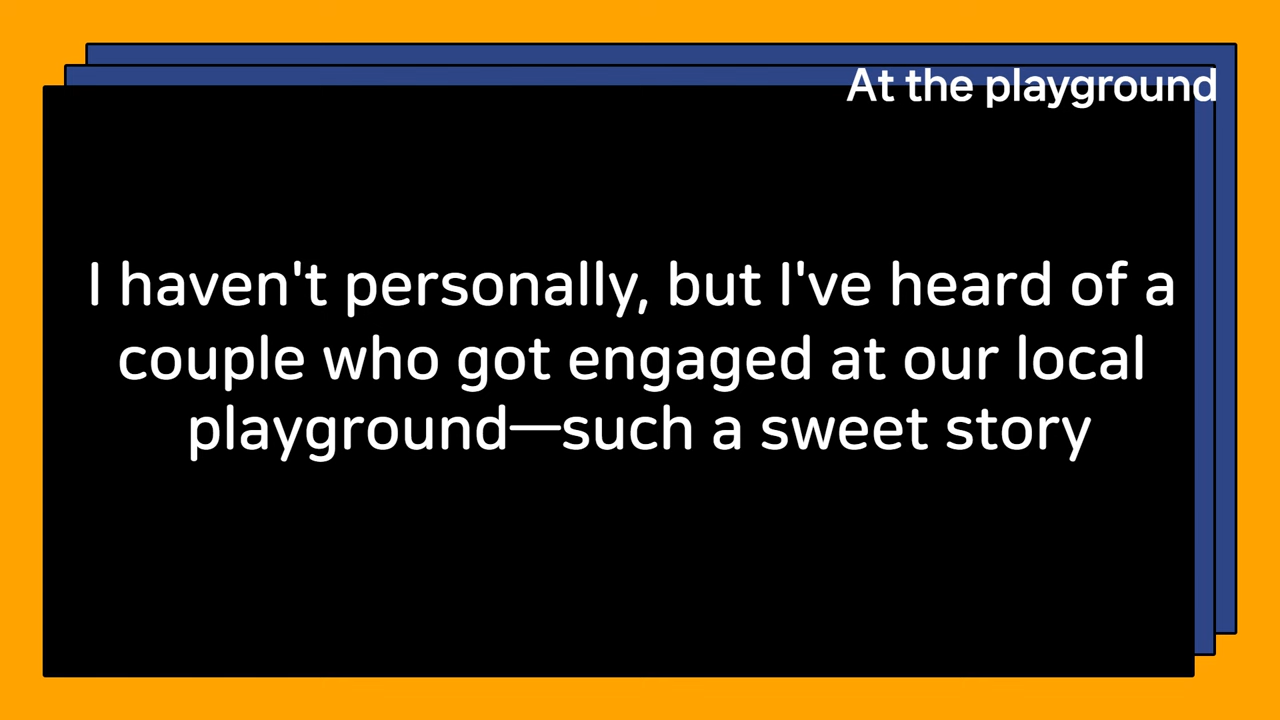 At the playground
I haven't personally, but I've heard of a
couple who got engaged at our local
playground—such a sweet story